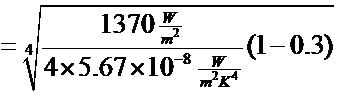 = ⁴√(1370 W/m² / (4×5.67×10⁻⁸ W/m²K⁴) (1−0.3))